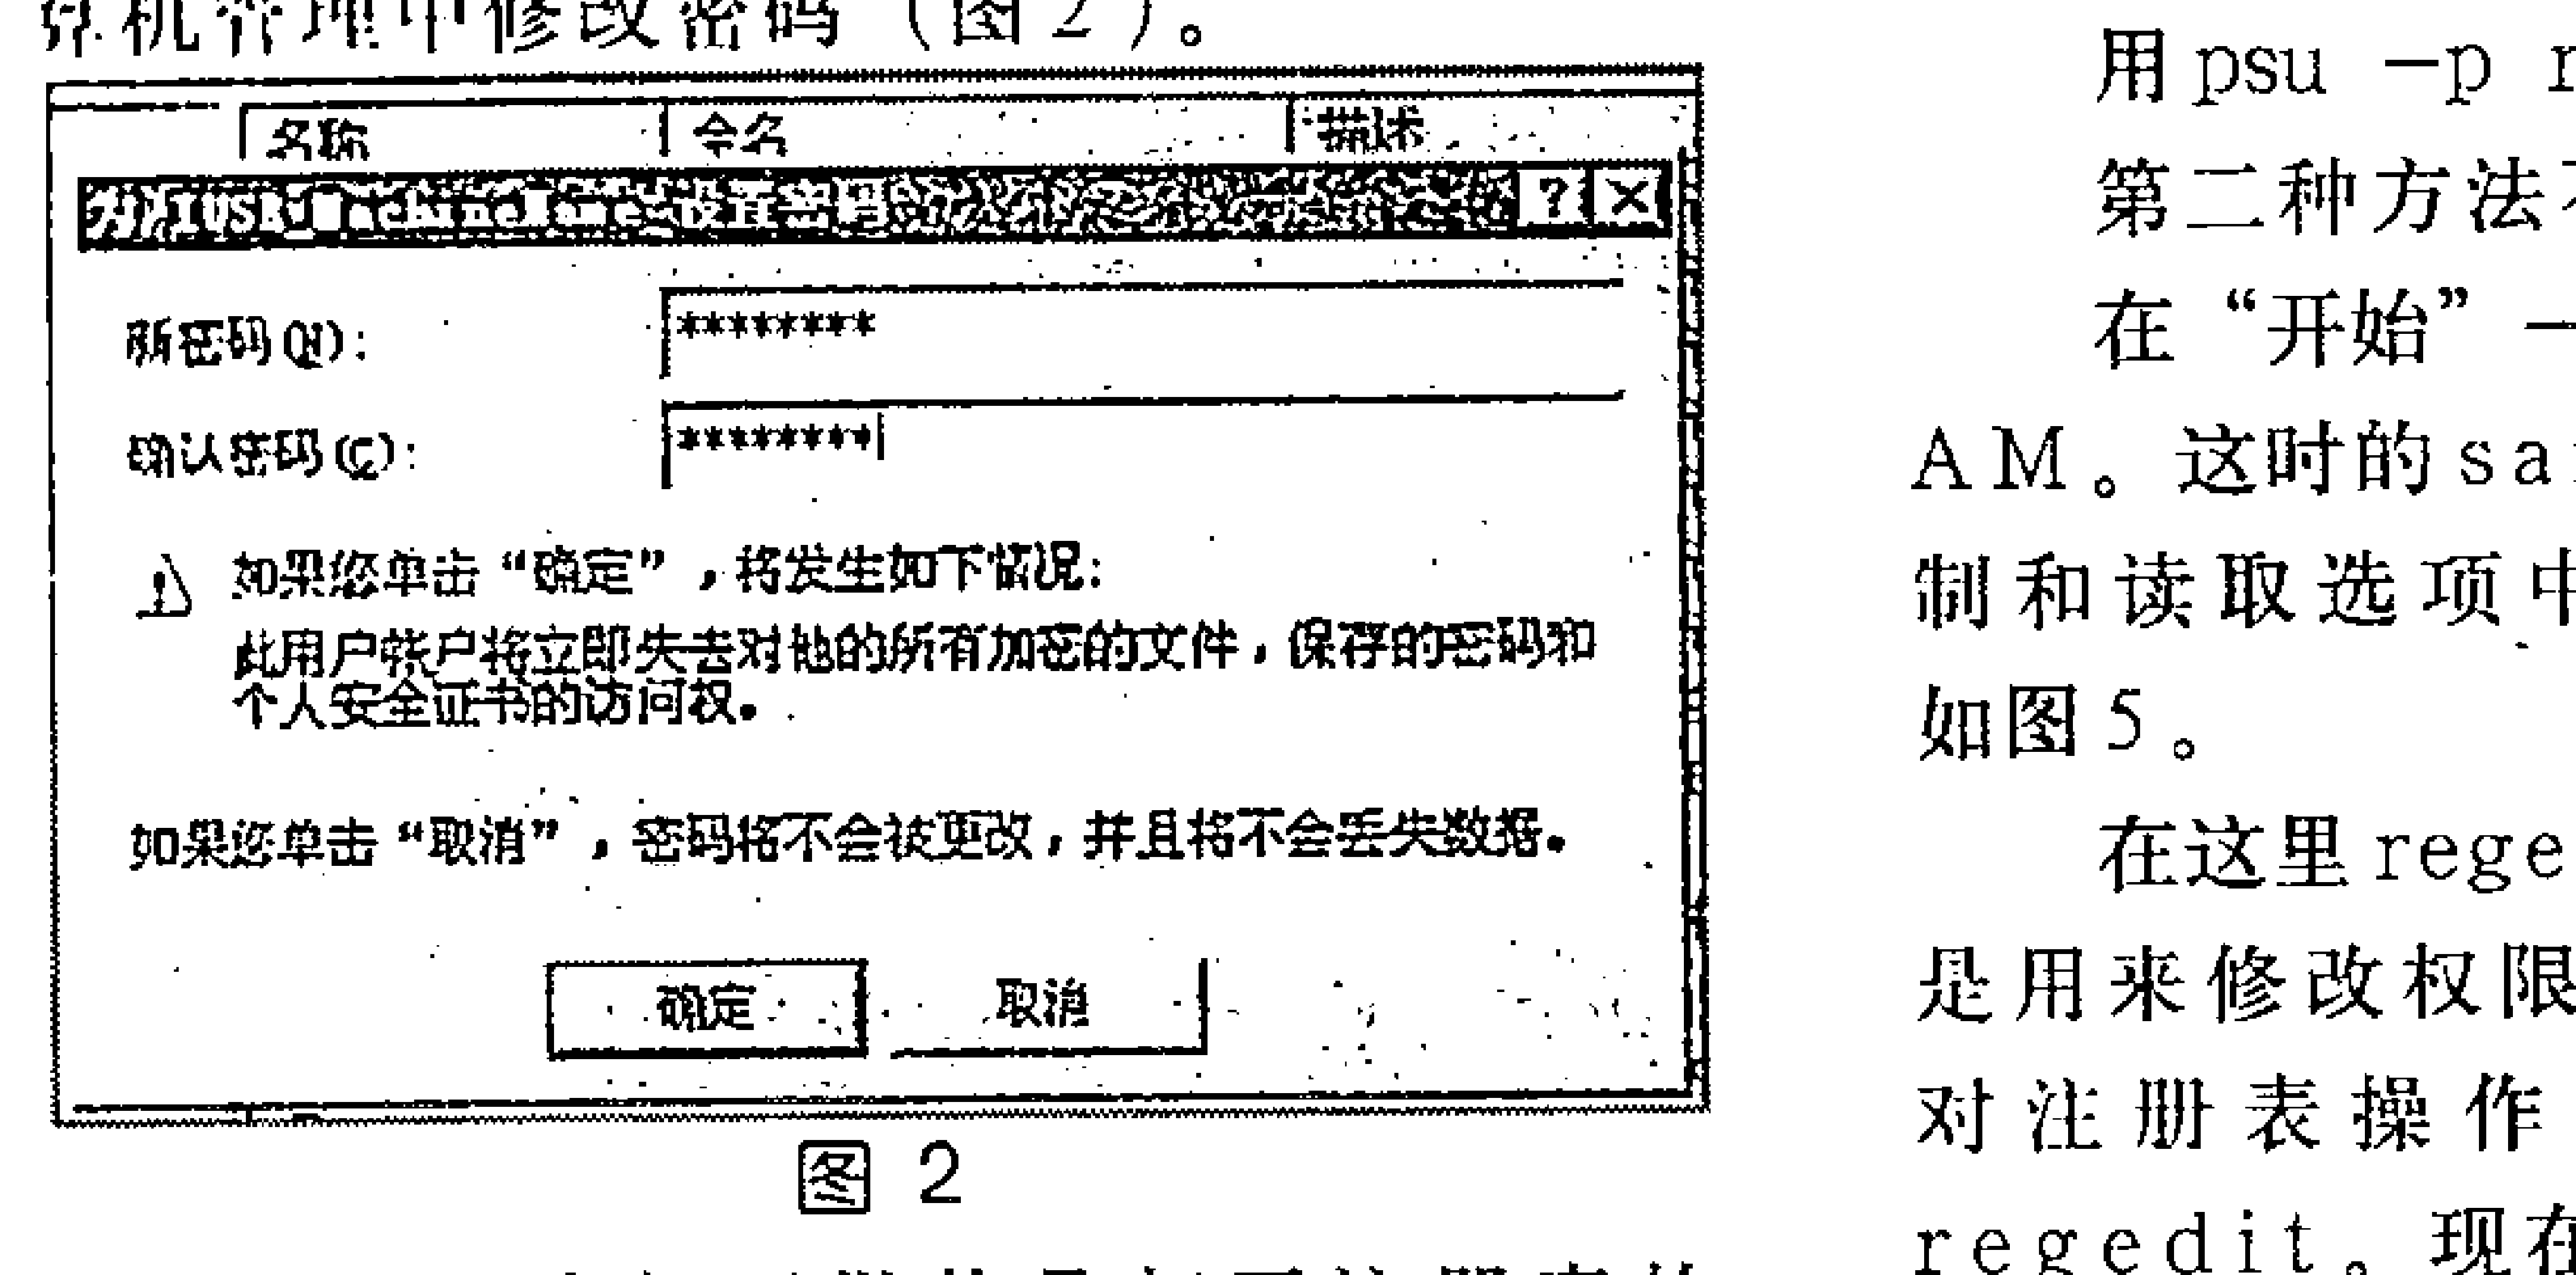 算机管理中修改密码（图2）。
名称 全名 描述
为 IUSR_MachineName 设置密码 ? ×
新密码(N)： ********
确认密码(C)： ********
如果您单击“确定”，将发生如下情况：
此用户帐户将立即失去对他的所有加密的文件，保存的密码和
个人安全证书的访问权。
如果您单击“取消”，密码将不会被更改，并且将不会丢失数据。
确定 取消
图 2
用psu -p r
第二种方法
在“开始”
AM。这时的sa
制和读取选项中
如图5。
在这里rege
是用来修改权限
对注册表操作
regedit。现在